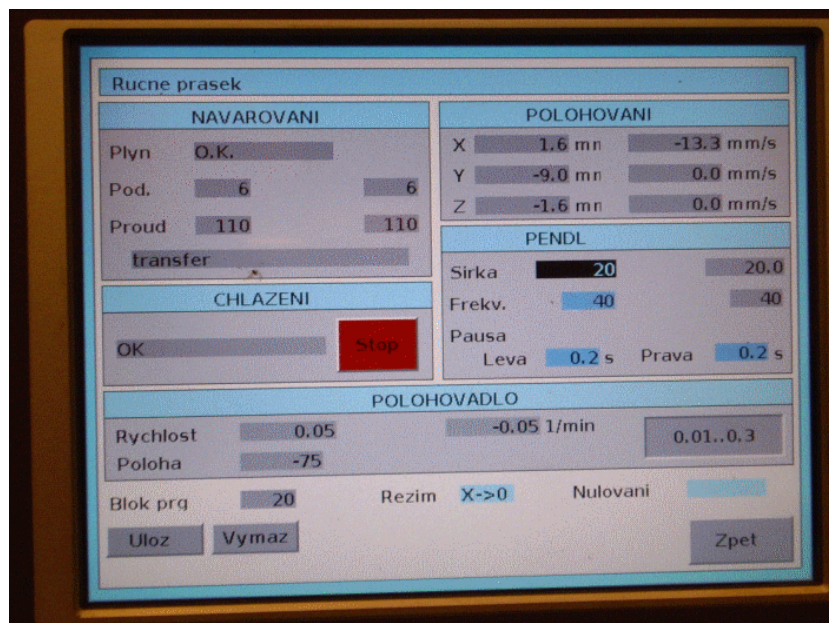 Rucne prasek
NAVAROVANI
Plyn O.K.
Pod. 6 6
Proud 110 110
transfer
CHLAZENI
OK Stop
POLOHOVANI
X 1.6 mn -13.3 mm/s
Y -9.0 mn 0.0 mm/s
Z -1.6 mn 0.0 mm/s
PENDL
Sirka 20 20.0
Frekv. 40 40
Pausa
Leva 0.2 s Prava 0.2 s
POLOHOVADLO
Rychlost 0.05 -0.05 1/min 0.01..0.3
Poloha -75
Blok prg 20 Rezim X->0 Nulovani
Uloz Vymaz Zpet